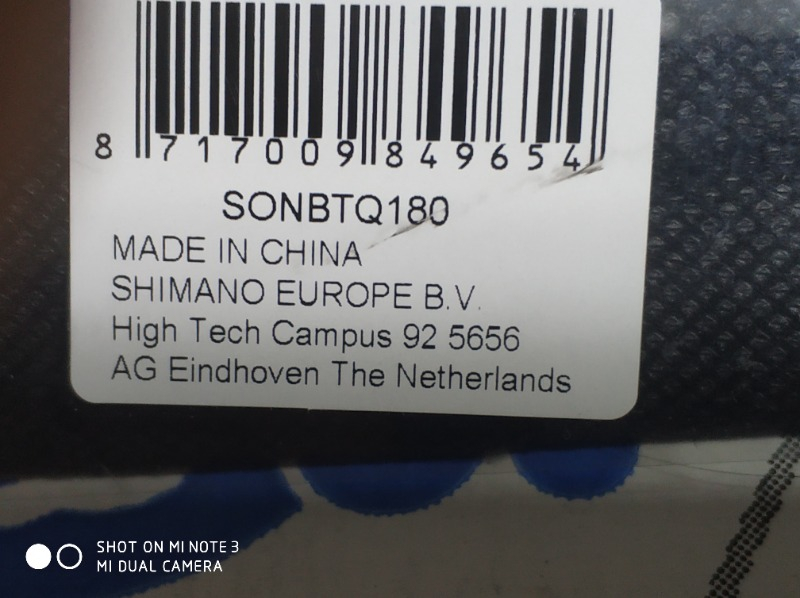 8 717009 849654
SONBTQ180
MADE IN CHINA
SHIMANO EUROPE B.V.
High Tech Campus 92 5656
AG Eindhoven The Netherlands
SHOT ON MI NOTE 3
MI DUAL CAMERA